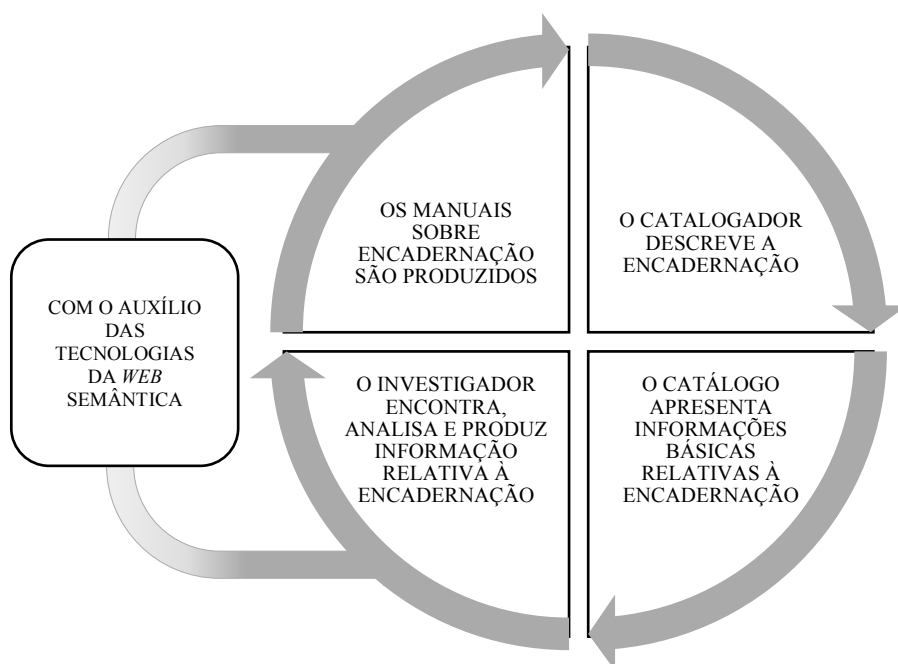 OS MANUAIS
SOBRE
ENCADERNAÇÃO
SÃO PRODUZIDOS
O CATALOGADOR
DESCREVE A
ENCADERNAÇÃO
COM O AUXÍLIO
DAS
TECNOLOGIAS
DA WEB
SEMÂNTICA
O INVESTIGADOR
ENCONTRA,
ANALISA E PRODUZ
INFORMAÇÃO
RELATIVA À
ENCADERNAÇÃO
O CATÁLOGO
APRESENTA
INFORMAÇÕES
BÁSICAS
RELATIVAS À
ENCADERNAÇÃO